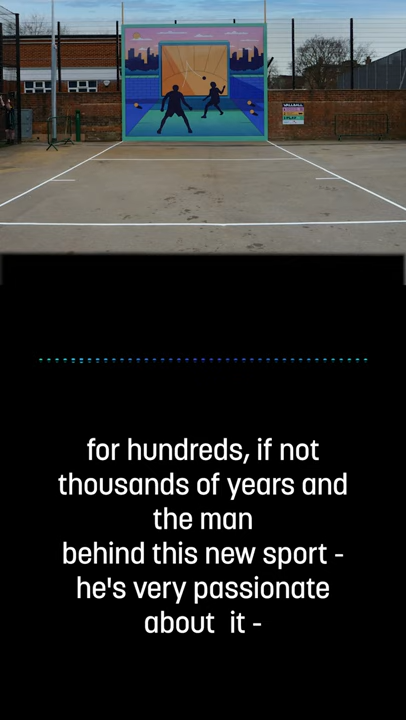 WALLBALL
for hundreds, if not
thousands of years and
the man
behind this new sport -
he's very passionate
about it -